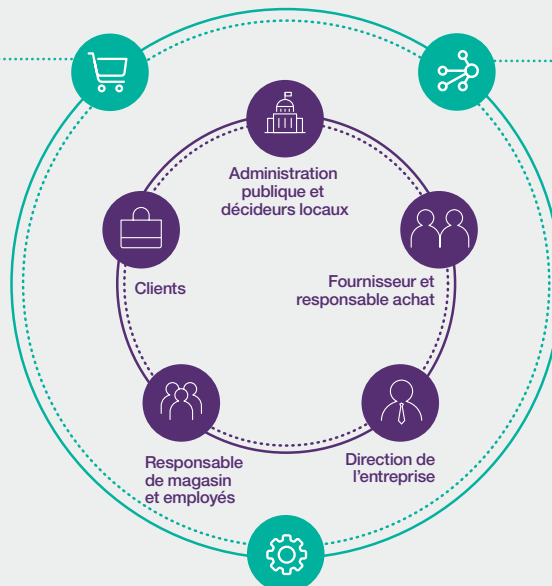 Administration
publique et
décideurs locaux
Clients
Fournisseur et
responsable achat
Responsable
de magasin
et employés
Direction de
l'entreprise